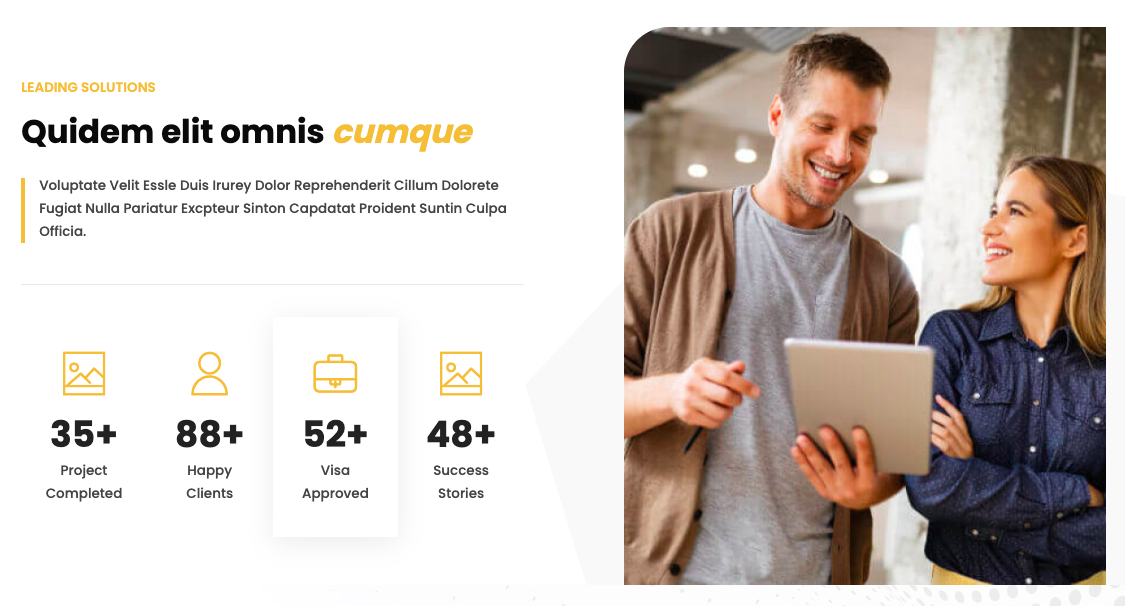 LEADING SOLUTIONS
Quidem elit omnis cumque
Voluptate Velit Essle Duis Irurey Dolor Reprehenderit Cillum Dolorete
Fugiat Nulla Pariatur Excpteur Sinton Capdatat Proident Suntin Culpa
Officia.
35+
Project
Completed
88+
Happy
Clients
52+
Visa
Approved
48+
Success
Stories